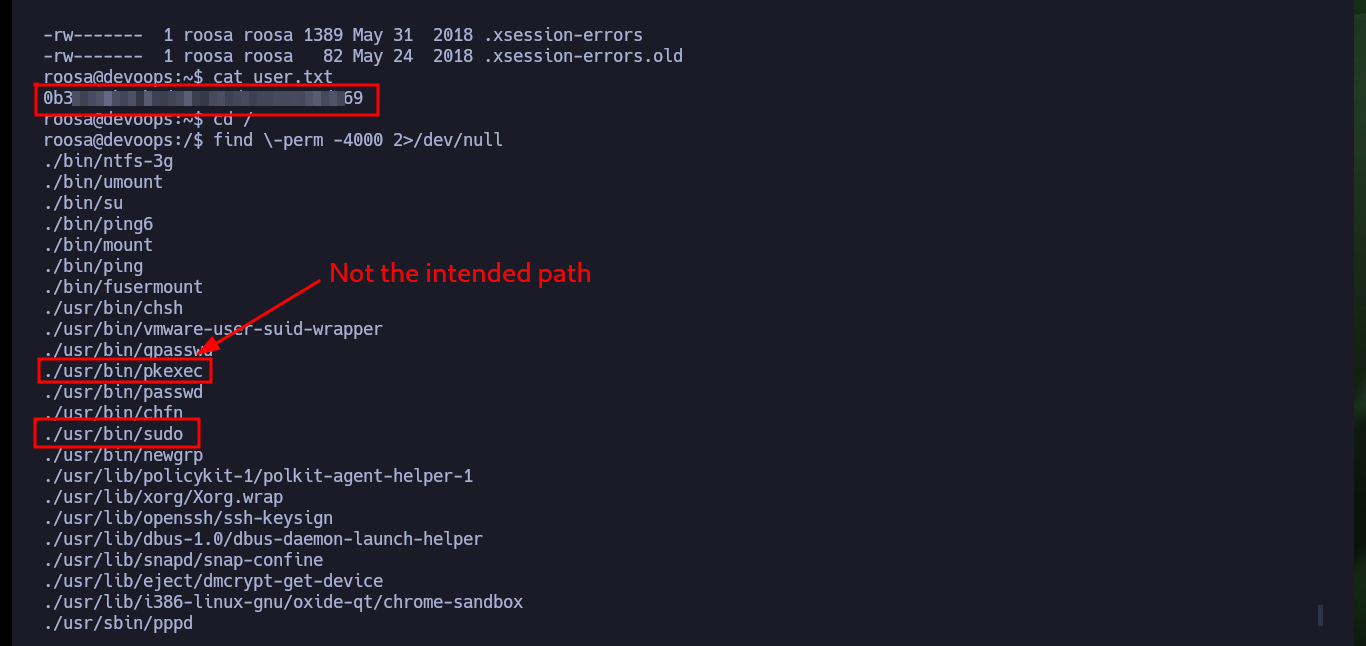 -rw------- 1 roosa roosa 1389 May 31 2018 .xsession-errors
-rw------- 1 roosa roosa 82 May 24 2018 .xsession-errors.old
roosa@devoops:~$ cat user.txt
0b3 69
roosa@devoops:~$ cd /
roosa@devoops:/$ find \-perm -4000 2>/dev/null
./bin/ntfs-3g
./bin/umount
./bin/su
./bin/ping6
./bin/mount
./bin/ping
Not the intended path
./bin/fusermount
./usr/bin/chsh
./usr/bin/vmware-user-suid-wrapper
./usr/bin/gpasswd
./usr/bin/pkexec
./usr/bin/passwd
./usr/bin/chfn
./usr/bin/sudo
./usr/bin/newgrp
./usr/lib/policykit-1/polkit-agent-helper-1
./usr/lib/xorg/Xorg.wrap
./usr/lib/openssh/ssh-keysign
./usr/lib/dbus-1.0/dbus-daemon-launch-helper
./usr/lib/snapd/snap-confine
./usr/lib/eject/dmcrypt-get-device
./usr/lib/i386-linux-gnu/oxide-qt/chrome-sandbox
./usr/sbin/pppd